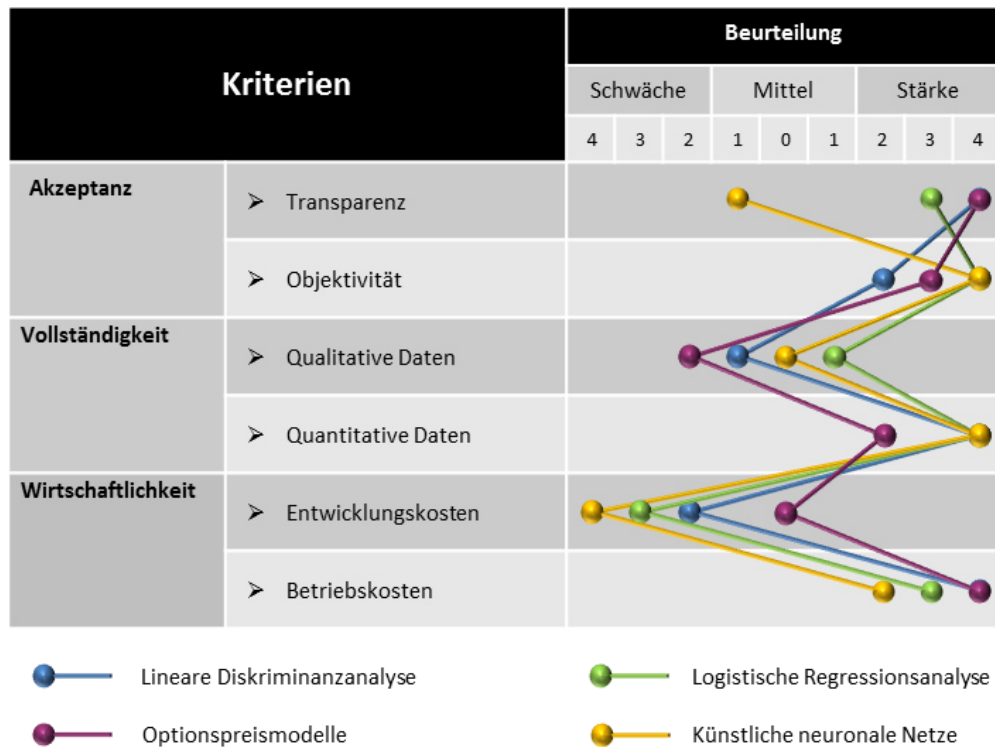 Kriterien
Beurteilung
Schwäche Mittel Stärke
4 3 2 1 0 1 2 3 4
Akzeptanz
➢ Transparenz
➢ Objektivität
Vollständigkeit
➢ Qualitative Daten
➢ Quantitative Daten
Wirtschaftlichkeit
➢ Entwicklungskosten
➢ Betriebskosten
Lineare Diskriminanzanalyse
Logistische Regressionsanalyse
Optionspreismodelle
Künstliche neuronale Netze